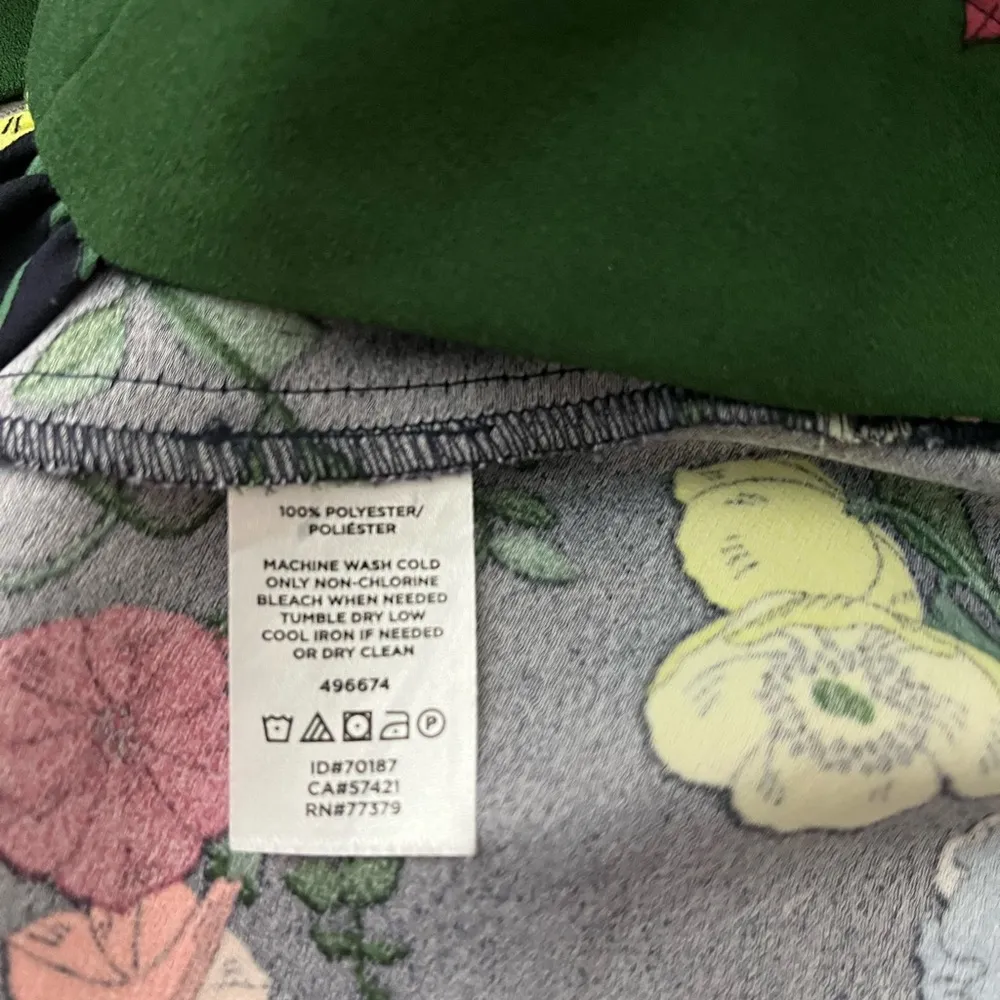 100% POLYESTER/
POLIÉSTER
MACHINE WASH COLD
ONLY NON-CHLORINE
BLEACH WHEN NEEDED
TUMBLE DRY LOW
COOL IRON IF NEEDED
OR DRY CLEAN
496674
P
ID#70187
CA#57421
RN#77379